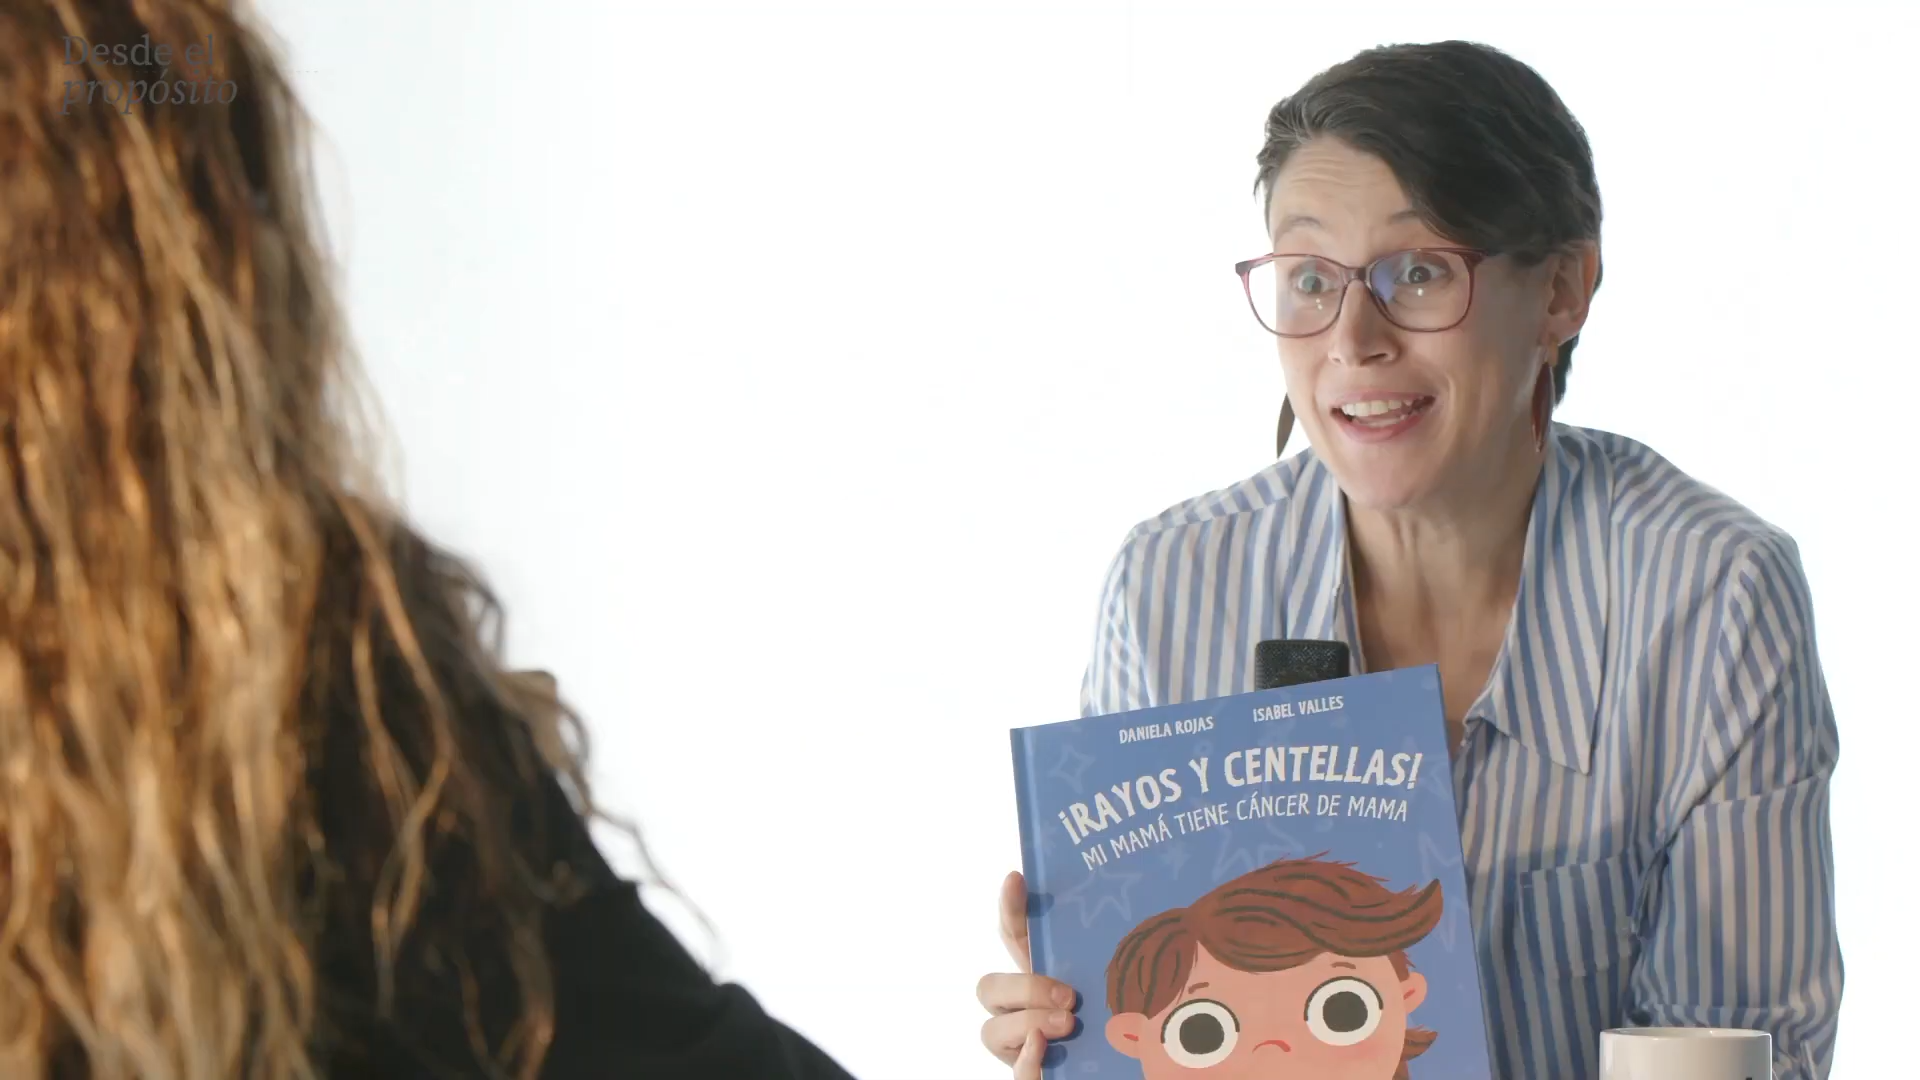 Desde el
propósito
DANIELA ROJAS ISABEL VALLES
¡RAYOS Y CENTELLAS!
MI MAMÁ TIENE CÁNCER DE MAMA